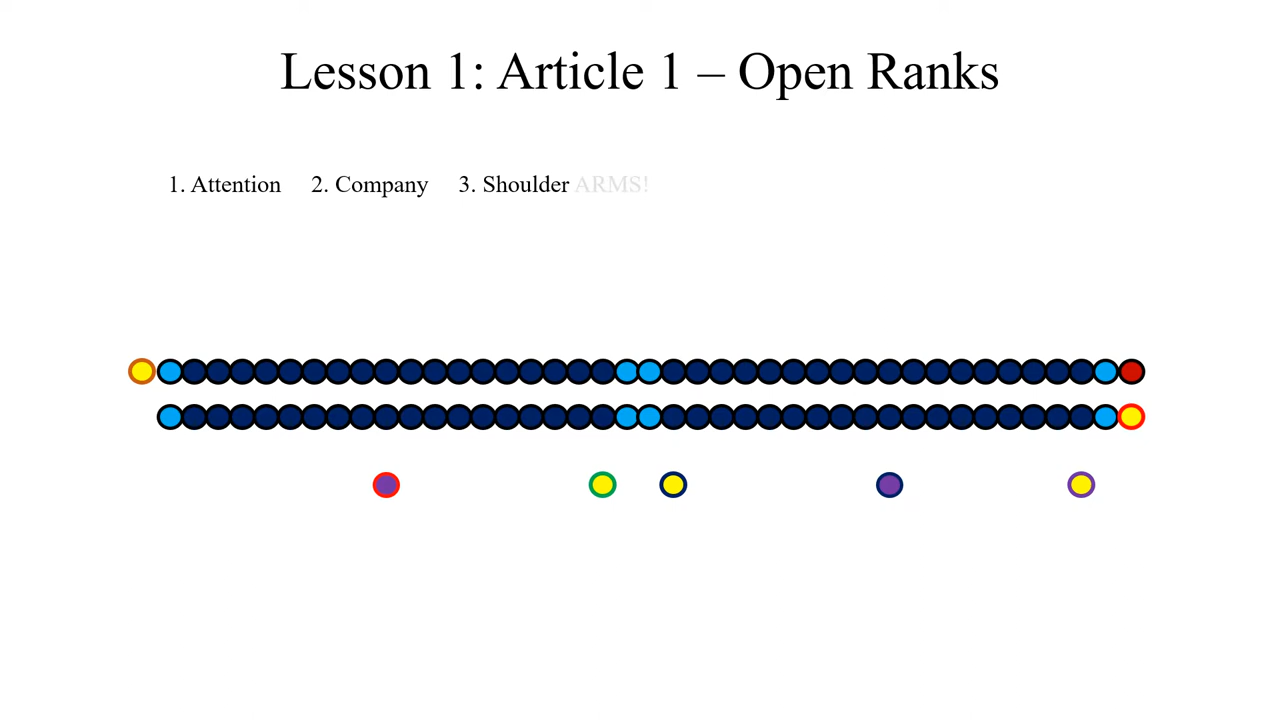 Lesson 1: Article 1 – Open Ranks
1. Attention 2. Company 3. Shoulder ARMS!